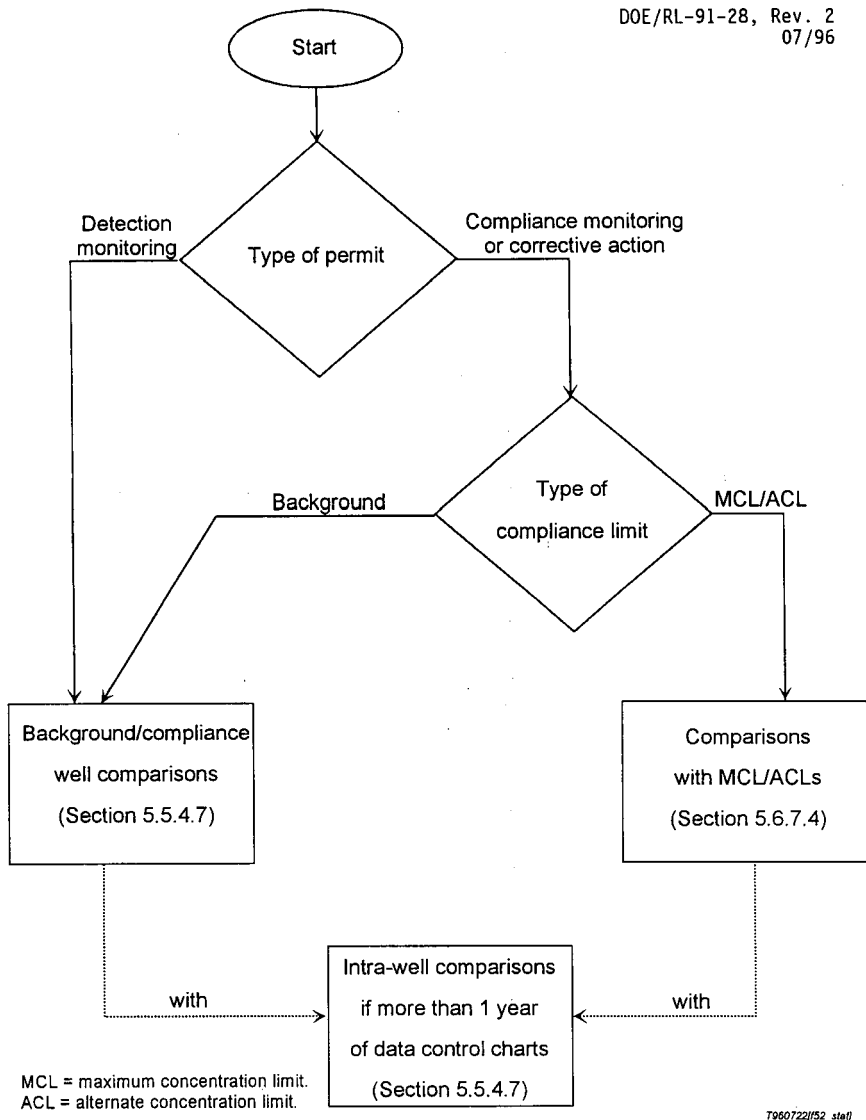 DOE/RL-91-28, Rev. 2
07/96
Start
Detection
monitoring
Type of permit
Compliance monitoring
or corrective action
Background
Type of
compliance limit
MCL/ACL
Background/compliance
well comparisons
(Section 5.5.4.7)
Comparisons
with MCL/ACLs
(Section 5.6.7.4)
with
Intra-well comparisons
if more than 1 year
of data control charts
(Section 5.5.4.7)
with
MCL = maximum concentration limit.
ACL = alternate concentration limit.